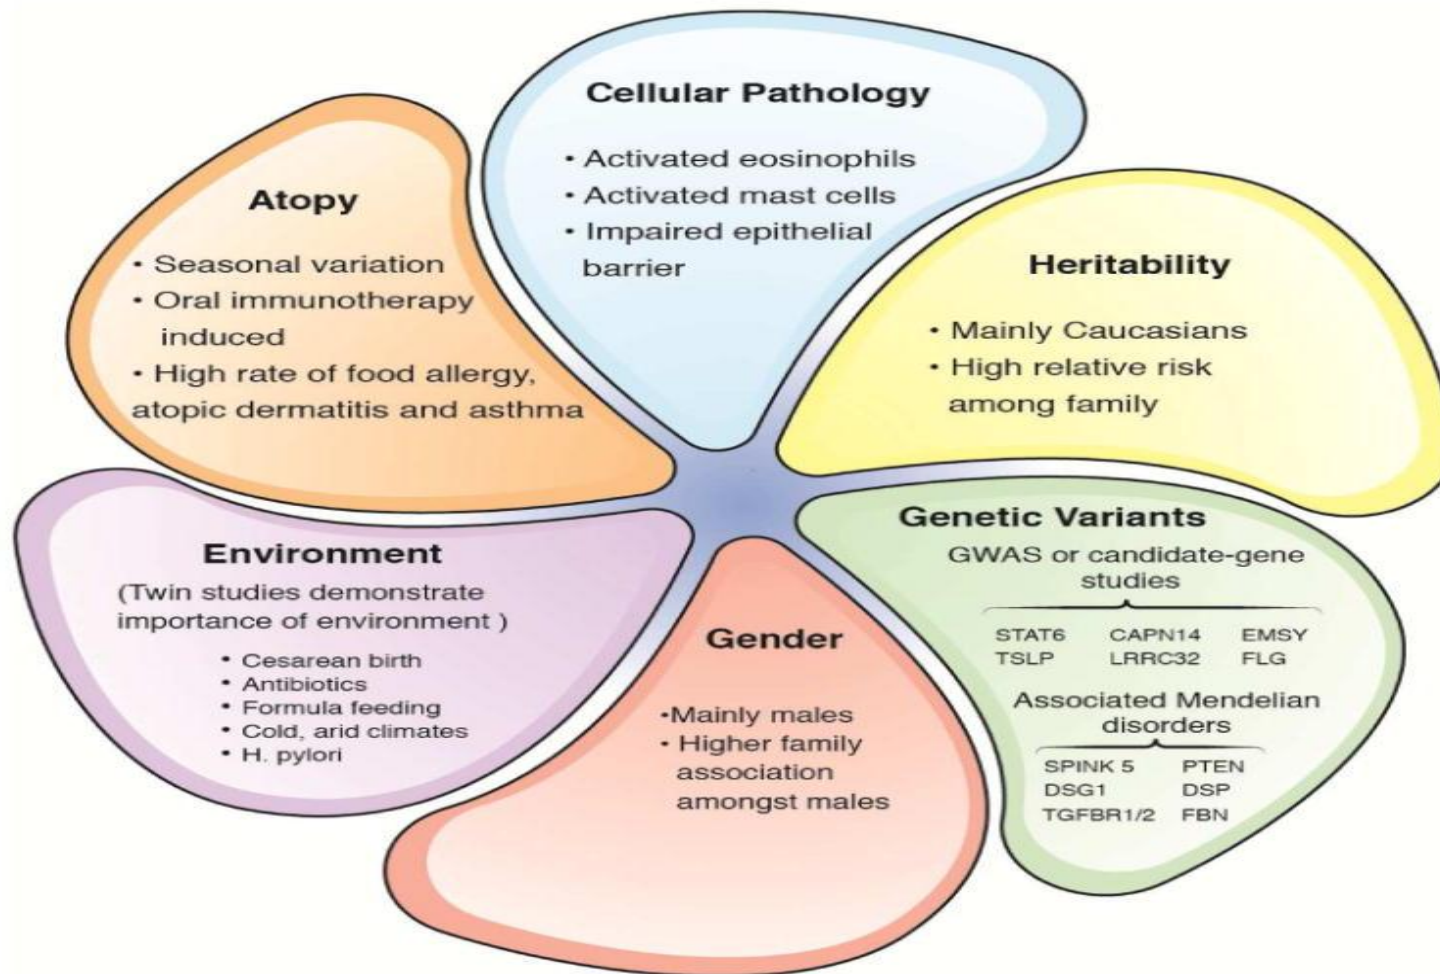 Cellular Pathology
• Activated eosinophils
• Activated mast cells
• Impaired epithelial
barrier
Atopy
• Seasonal variation
• Oral immunotherapy
induced
• High rate of food allergy,
atopic dermatitis and asthma
Heritability
• Mainly Caucasians
• High relative risk
among family
Environment
(Twin studies demonstrate
importance of environment )
• Cesarean birth
• Antibiotics
• Formula feeding
• Cold, arid climates
• H. pylori
Gender
•Mainly males
• Higher family
association
amongst males
Genetic Variants
GWAS or candidate-gene
studies
STAT6 CAPN14 EMSY
TSLP LRRC32 FLG
Associated Mendelian
disorders
SPINK 5 PTEN
DSG1 DSP
TGFBR1/2 FBN